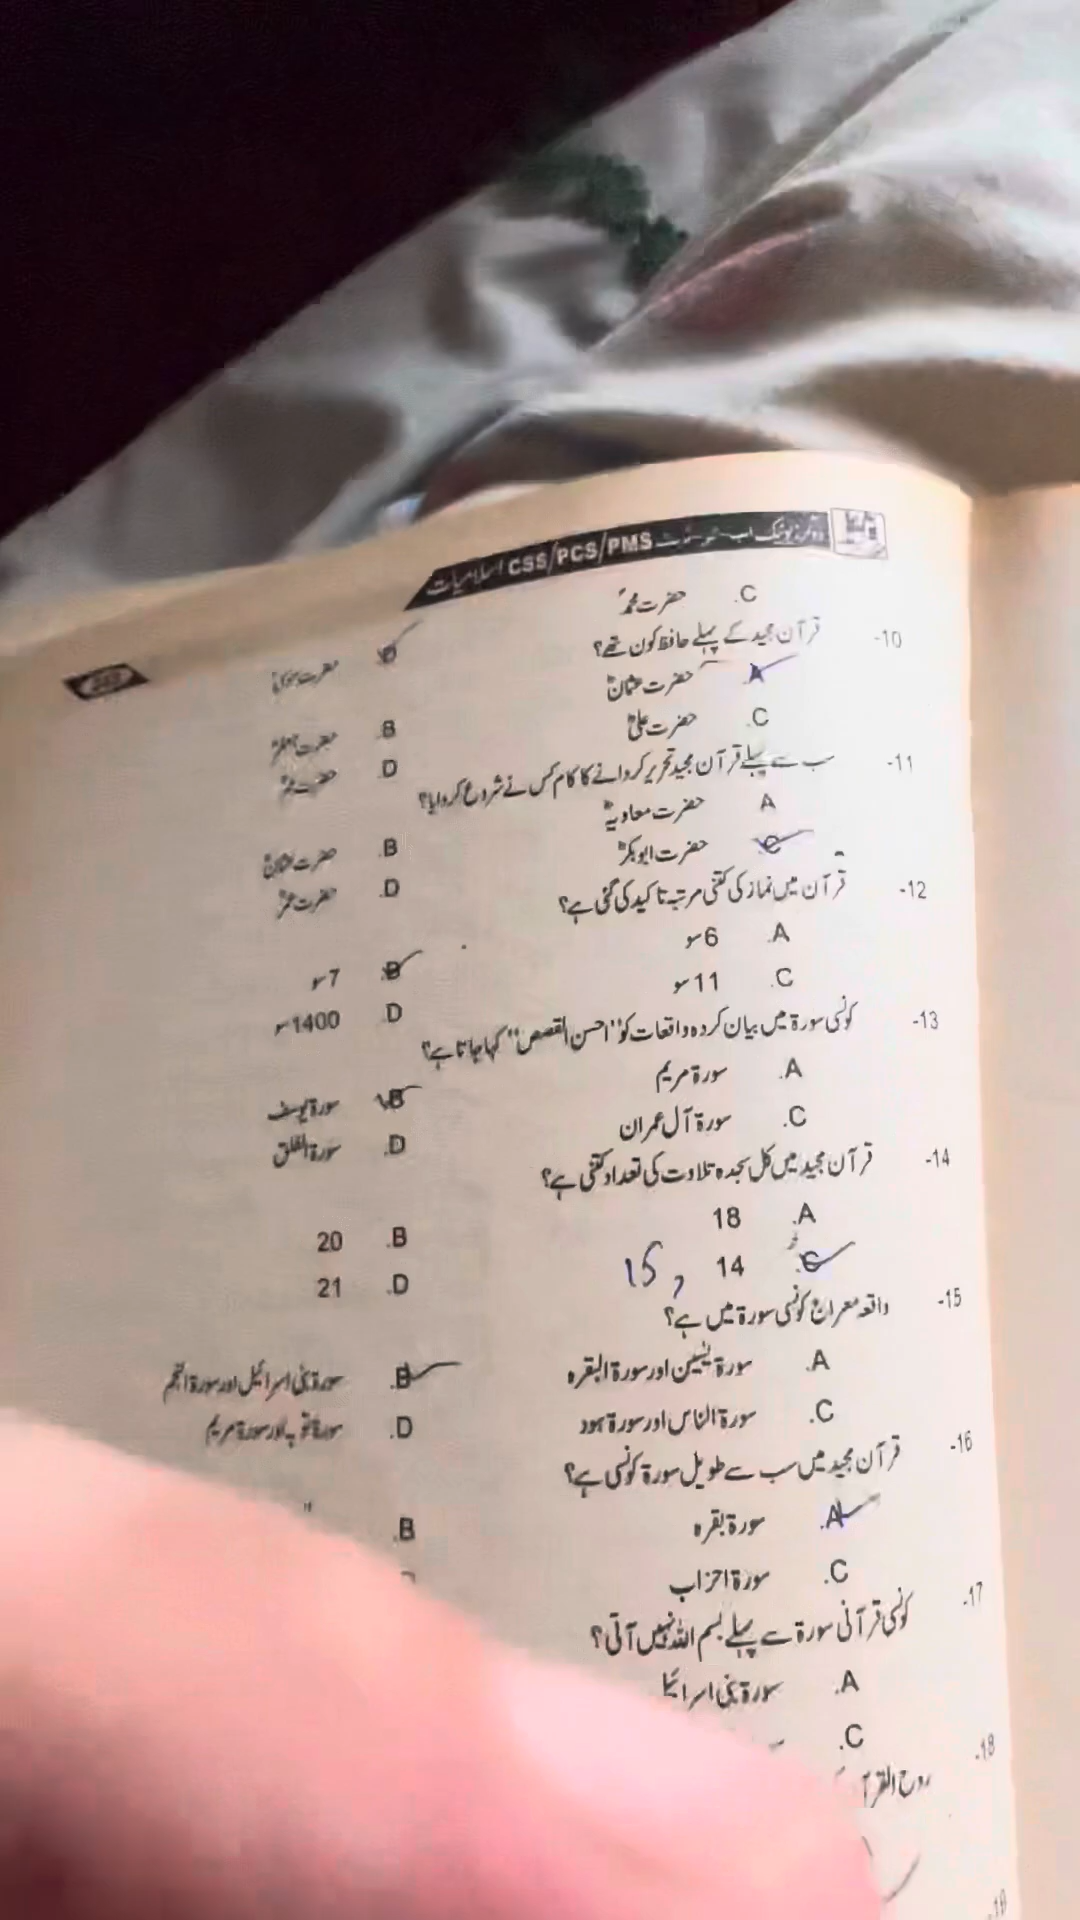 CSS/PCS/PMS اسلامیات
.C حضرت محمدؐ
-10 قرآن مجید کے پہلے حافظ کون تھے؟
.A حضرت عثمانؓ .B
.C حضرت علیؓ .D
-11 سب سے پہلے قرآن مجید تحریر کروانے کا کام کس نے شروع کروایا؟
.A حضرت معاویہؓ .B حضرت عثمانؓ
.C حضرت ابوبکرؓ .D حضرت عمرؓ
-12 قرآن میں نماز کی کتنی مرتبہ تاکید کی گئی ہے؟
.A 6 سو .B 7 سو
.C 11 سو .D 1400 سو
-13 کونسی سورۃ میں بیان کردہ واقعات کو "احسن القصص" کہا جاتا ہے؟
.A سورۃ مریم .B سورۃ یوسف
.C سورۃ آل عمران .D سورۃ الفلق
-14 قرآن مجید میں کل سجدہ تلاوت کی تعداد کتنی ہے؟
.A 18 .B 20
.C 14 , 15 .D 21
-15 واقعہ معراج کونسی سورۃ میں ہے؟
.A سورۃ یٰسین اور سورۃ البقرہ .B سورۃ بنی اسرائیل اور سورۃ النجم
.C سورۃ الناس اور سورۃ ہود .D سورۃ توبہ اور سورۃ مریم
-16 قرآن مجید میں سب سے طویل سورۃ کونسی ہے؟
.A سورۃ بقرہ .B
.C سورۃ احزاب
-17 کونسی قرآنی سورۃ سے پہلے بسم اللہ نہیں آتی؟
.A سورۃ بنی اسرائ
.C
-18 روح القرآ
-19